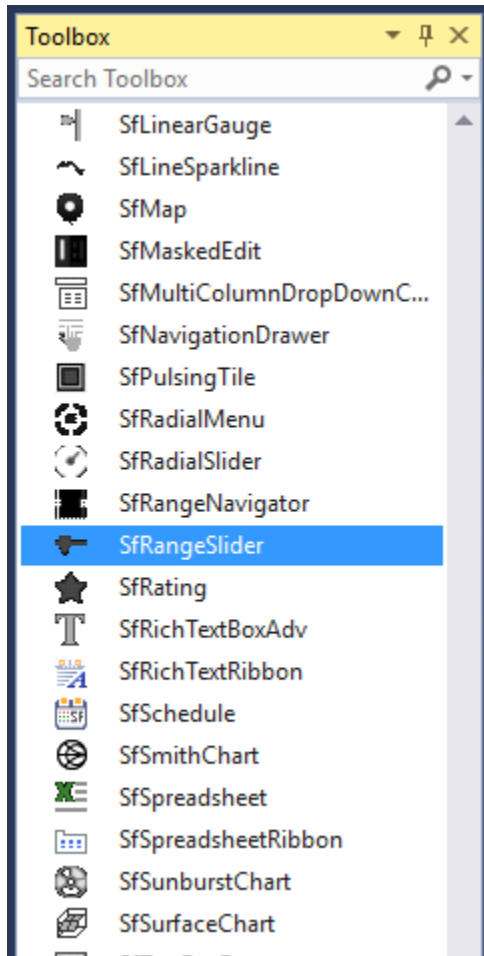 Toolbox
Search Toolbox
SfLinearGauge
SfLineSparkline
SfMap
SfMaskedEdit
SfMultiColumnDropDownC...
SfNavigationDrawer
SfPulsingTile
SfRadialMenu
SfRadialSlider
SfRangeNavigator
SfRangeSlider
SfRating
SfRichTextBoxAdv
SfRichTextRibbon
SfSchedule
SfSmithChart
SfSpreadsheet
SfSpreadsheetRibbon
SfSunburstChart
SfSurfaceChart